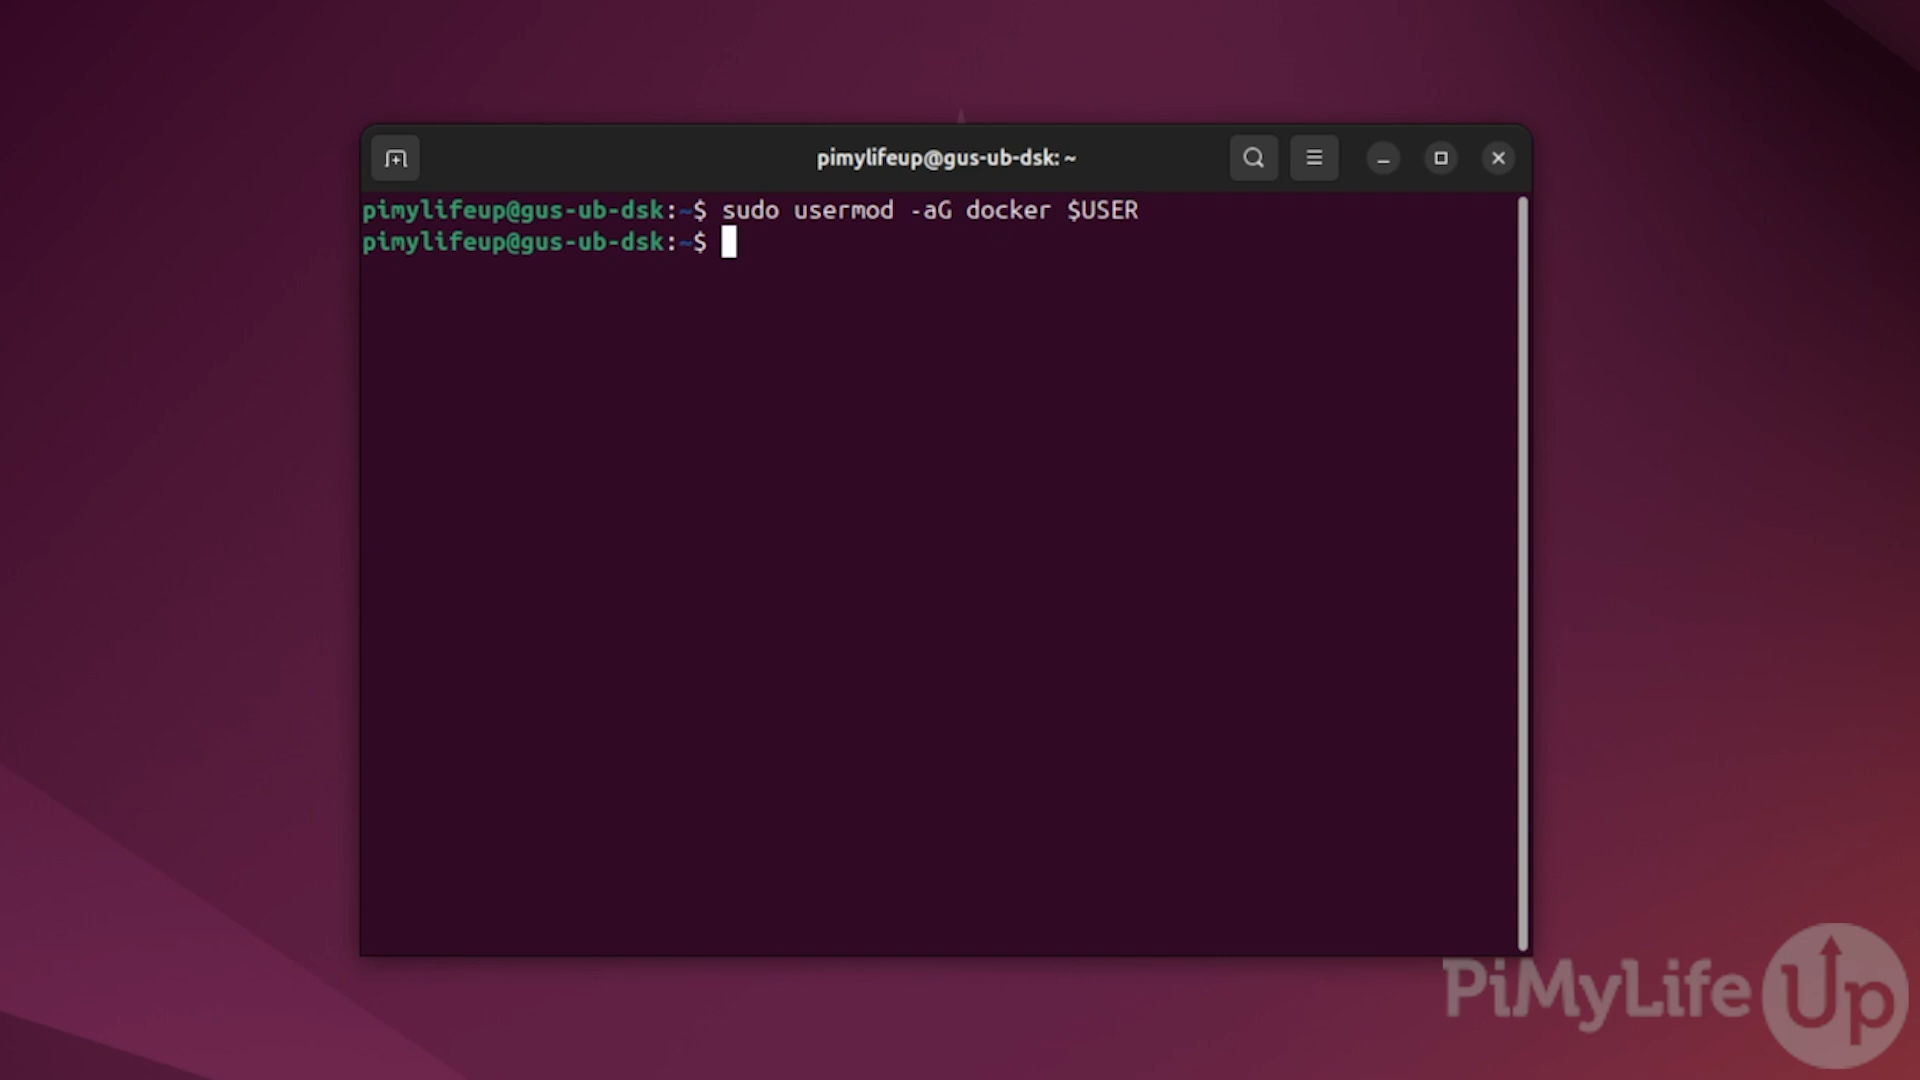 pimylifeup@gus-ub-dsk: ~
pimylifeup@gus-ub-dsk:~$ sudo usermod -aG docker $USER
pimylifeup@gus-ub-dsk:~$
PiMyLifeUp